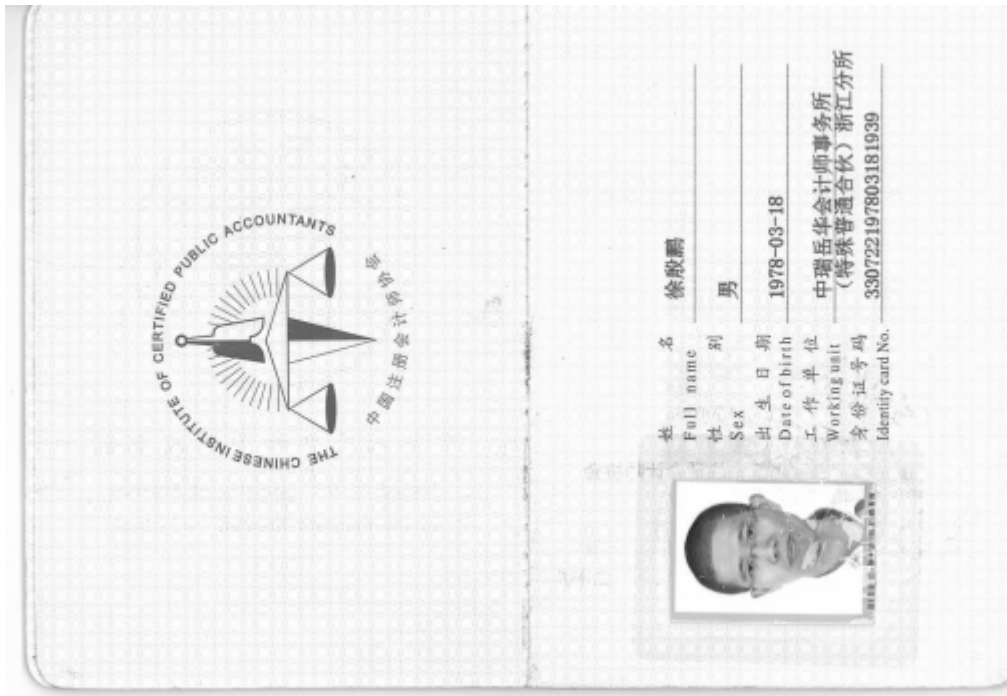 THE CHINESE INSTITUTE OF CERTIFIED PUBLIC ACCOUNTANTS
中国注册会计师协会
姓 名 徐殷鹏
Full name
性 别 男
Sex
出 生 日 期 1978-03-18
Date of birth
工 作 单 位 中瑞岳华会计师事务所
Working unit (特殊普通合伙) 浙江分所
身 份 证 号 码 330722197803181939
Identity card No.